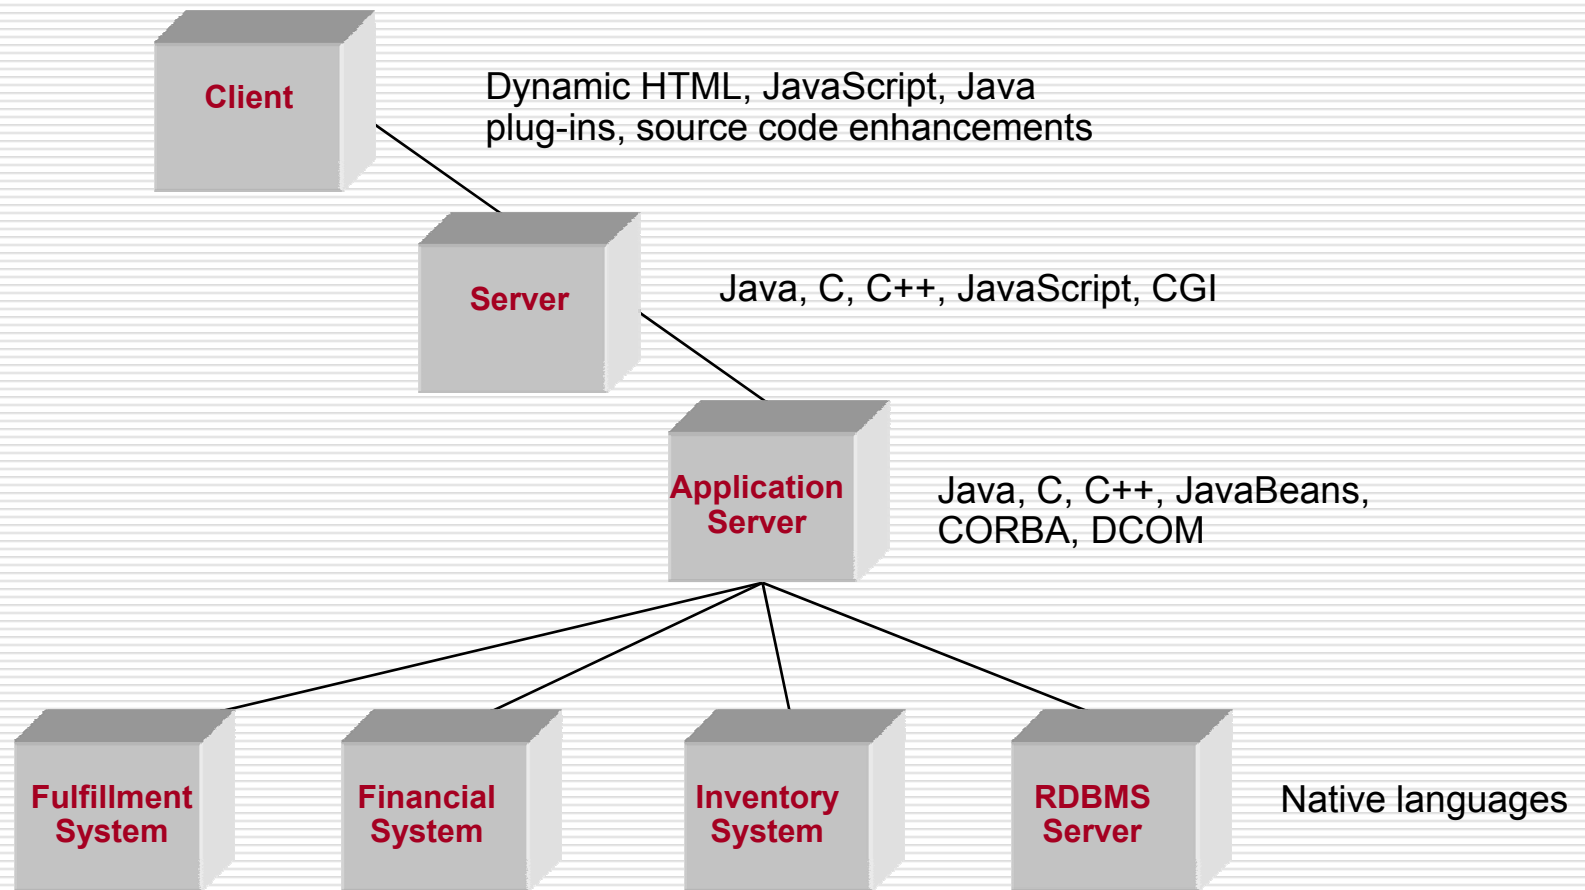 Client
Dynamic HTML, JavaScript, Java
plug-ins, source code enhancements
Server
Java, C, C++, JavaScript, CGI
Application
Server
Java, C, C++, JavaBeans,
CORBA, DCOM
Fulfillment
System
Financial
System
Inventory
System
RDBMS
Server
Native languages